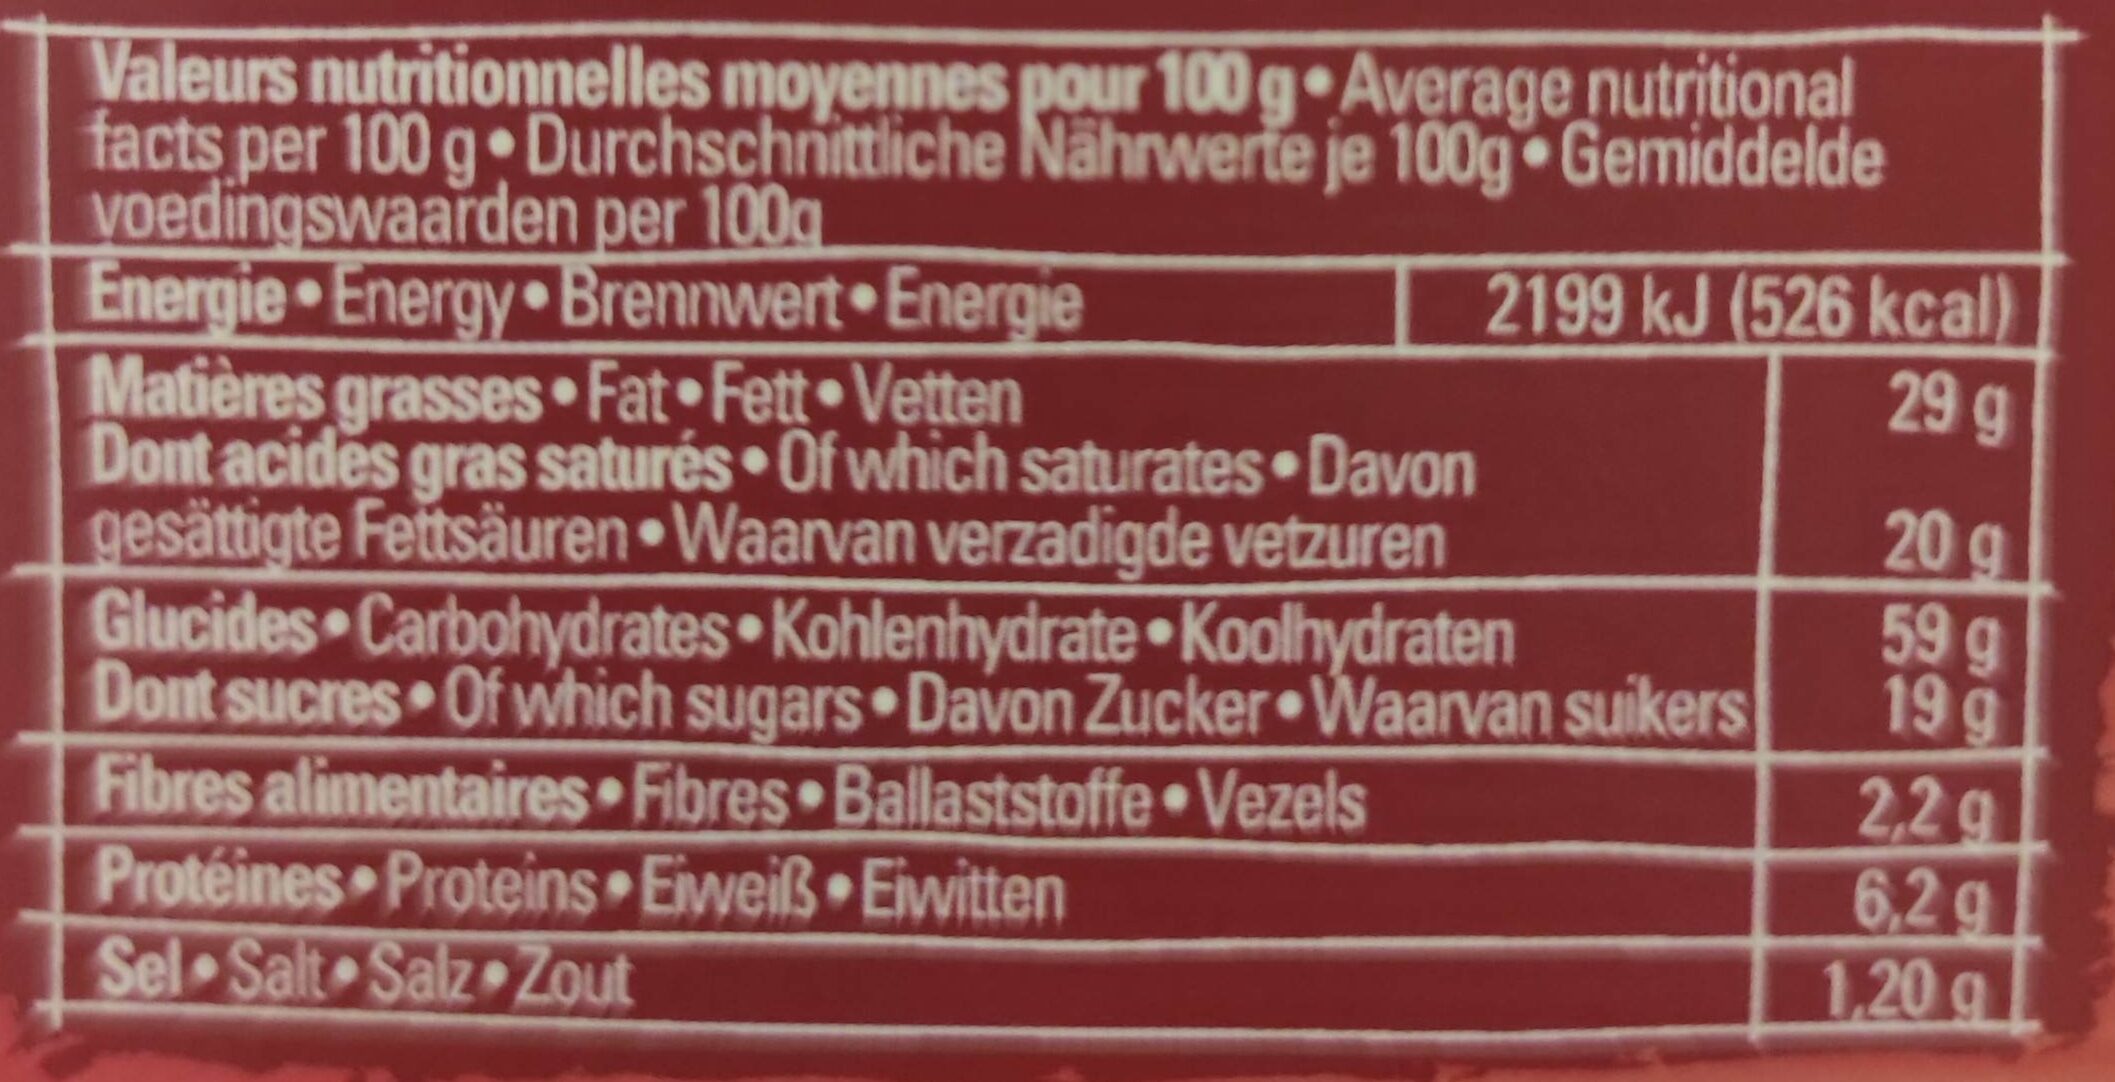 Valeurs nutritionnelles moyennes pour 100 g • Average nutritional
facts per 100 g • Durchschnittliche Nährwerte je 100g • Gemiddelde
voedingswaarden per 100g
Energie • Energy • Brennwert • Energie 2199 kJ (526 kcal)
Matières grasses • Fat • Fett • Vetten 29 g
Dont acides gras saturés • Of which saturates • Davon
gesättigte Fettsäuren • Waarvan verzadigde vetzuren 20 g
Glucides • Carbohydrates • Kohlenhydrate • Koolhydraten 59 g
Dont sucres • Of which sugars • Davon Zucker • Waarvan suikers 19 g
Fibres alimentaires • Fibres • Ballaststoffe • Vezels 2,2 g
Protéines • Proteins • Eiweiß • Eiwitten 6,2 g
Sel • Salt • Salz • Zout 1,20 g